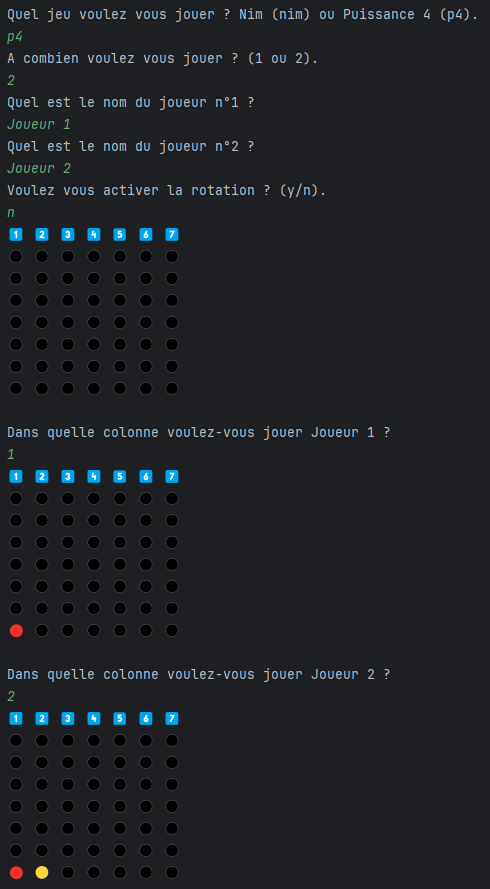 Quel jeu voulez vous jouer ? Nim (nim) ou Puissance 4 (p4).
p4
A combien voulez vous jouer ? (1 ou 2).
2
Quel est le nom du joueur n°1 ?
Joueur 1
Quel est le nom du joueur n°2 ?
Joueur 2
Voulez vous activer la rotation ? (y/n).
n
1 2 3 4 5 6 7
Dans quelle colonne voulez-vous jouer Joueur 1 ?
1
1 2 3 4 5 6 7
Dans quelle colonne voulez-vous jouer Joueur 2 ?
2
1 2 3 4 5 6 7